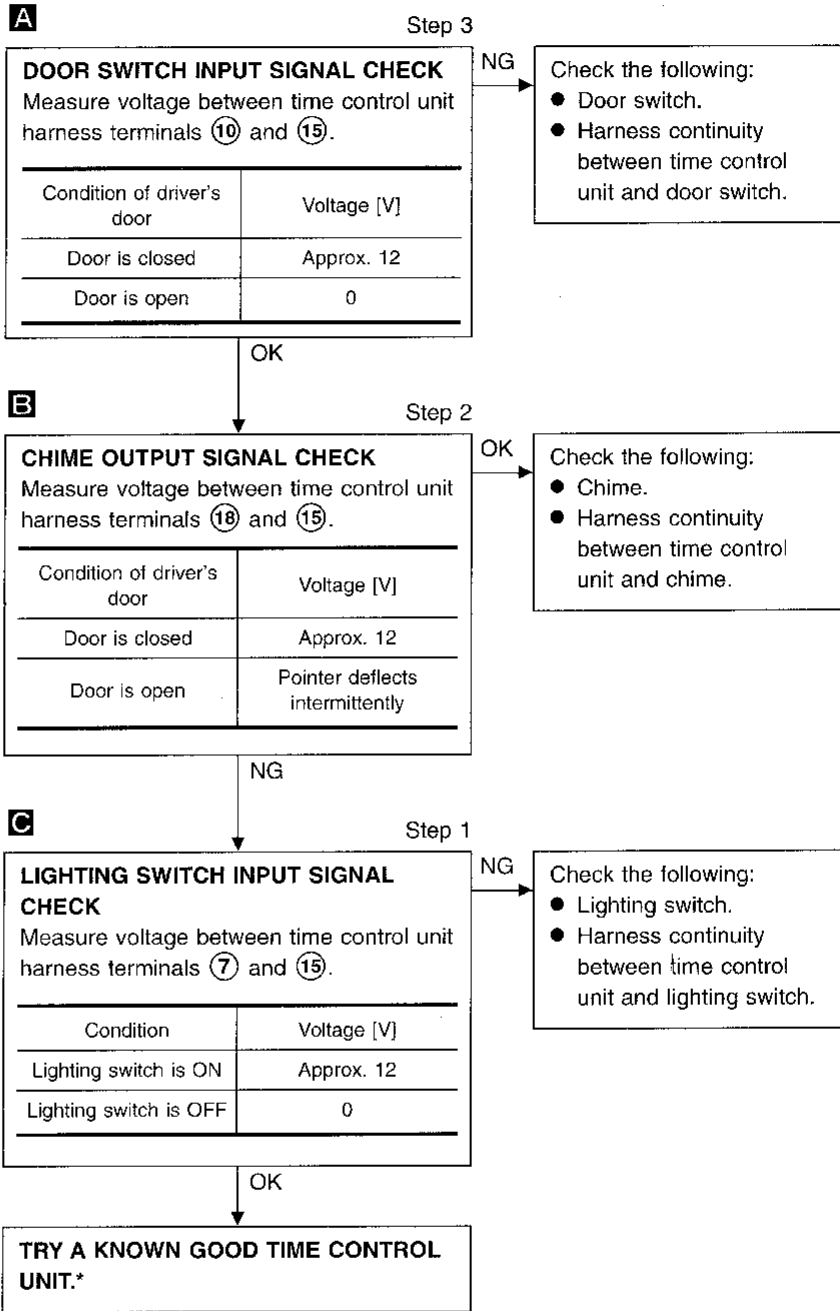 A
Step 3
DOOR SWITCH INPUT SIGNAL CHECK
Measure voltage between time control unit
harness terminals ⑩ and ⑮.
Condition of driver's
door
Voltage [V]
Door is closed
Approx. 12
Door is open
0
NG
Check the following:
● Door switch.
● Harness continuity
between time control
unit and door switch.
OK
B
Step 2
CHIME OUTPUT SIGNAL CHECK
Measure voltage between time control unit
harness terminals ⑱ and ⑮.
Condition of driver's
door
Voltage [V]
Door is closed
Approx. 12
Door is open
Pointer deflects
intermittently
OK
Check the following:
● Chime.
● Harness continuity
between time control
unit and chime.
NG
C
Step 1
LIGHTING SWITCH INPUT SIGNAL
CHECK
Measure voltage between time control unit
harness terminals ⑦ and ⑮.
Condition
Voltage [V]
Lighting switch is ON
Approx. 12
Lighting switch is OFF
0
NG
Check the following:
● Lighting switch.
● Harness continuity
between time control
unit and lighting switch.
OK
TRY A KNOWN GOOD TIME CONTROL
UNIT.*